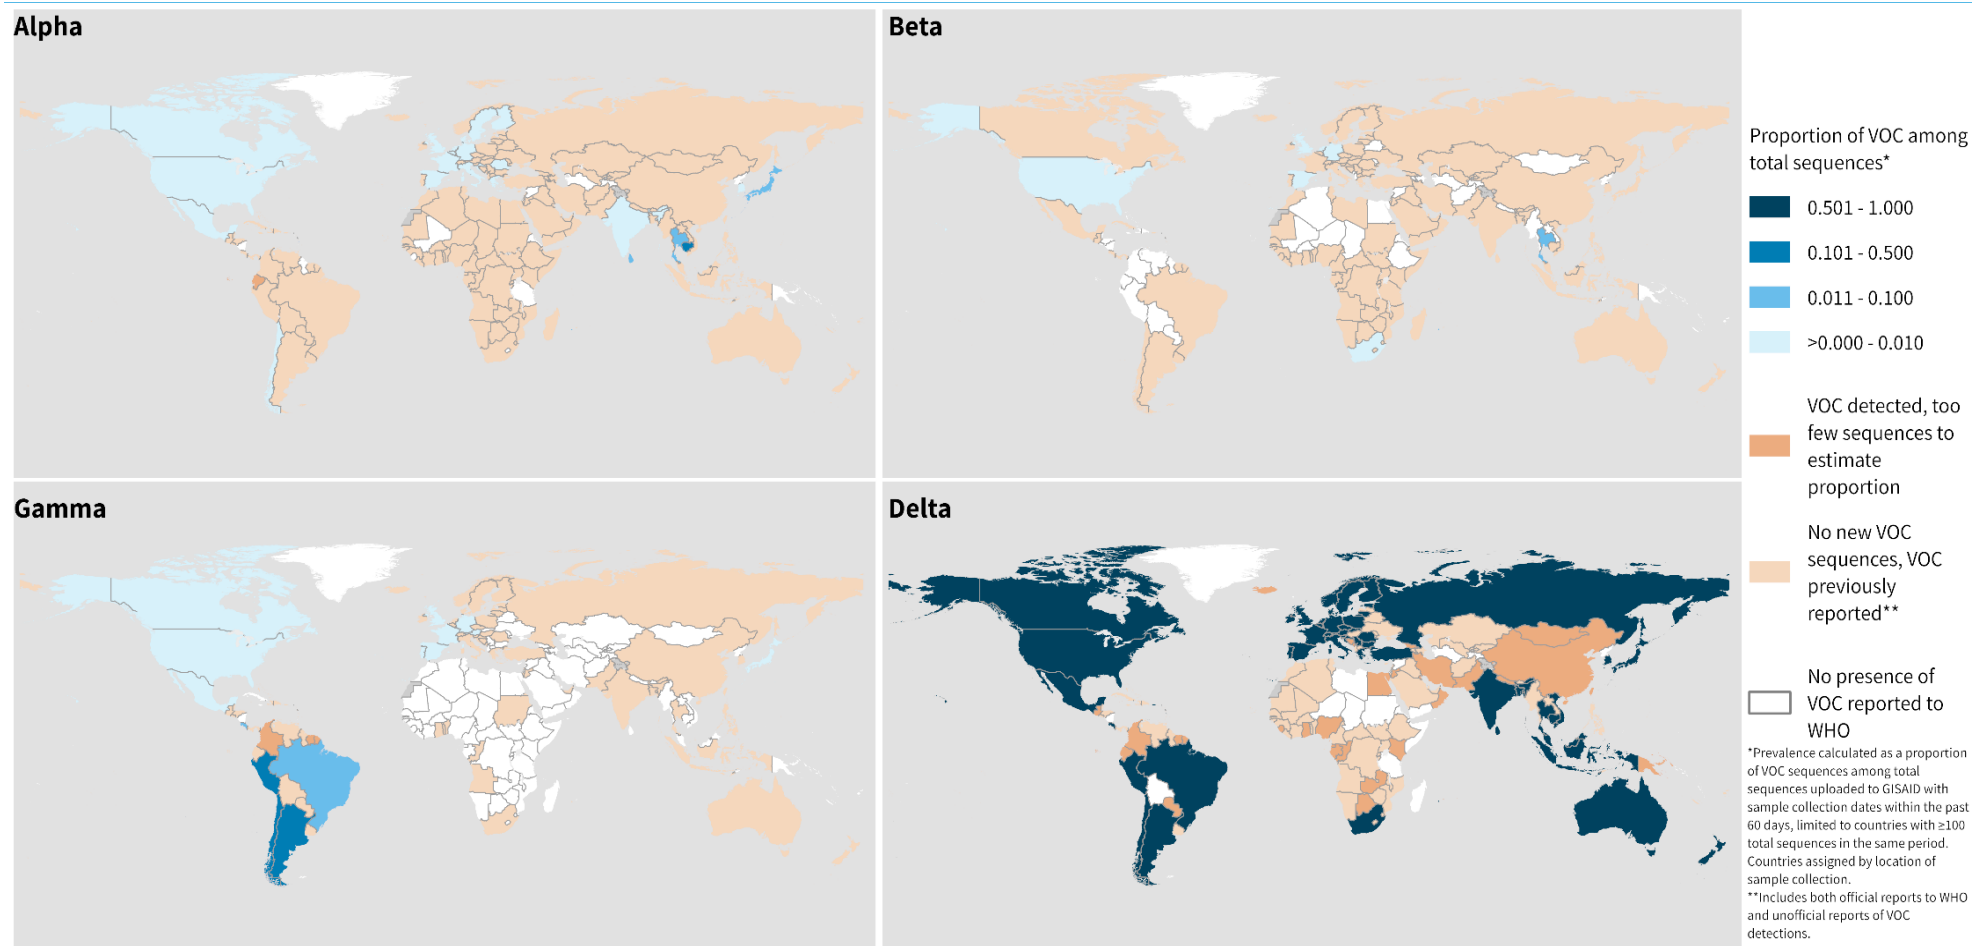 Alpha
Beta
Gamma
Delta
Proportion of VOC among
total sequences*
0.501 - 1.000
0.101 - 0.500
0.011 - 0.100
>0.000 - 0.010
VOC detected, too
few sequences to
estimate
proportion
No new VOC
sequences, VOC
previously
reported**
No presence of
VOC reported to
WHO
*Prevalence calculated as a proportion
of VOC sequences among total
sequences uploaded to GISAID with
sample collection dates within the past
60 days, limited to countries with ≥100
total sequences in the same period.
Countries assigned by location of
sample collection.
**Includes both official reports to WHO
and unofficial reports of VOC
detections.